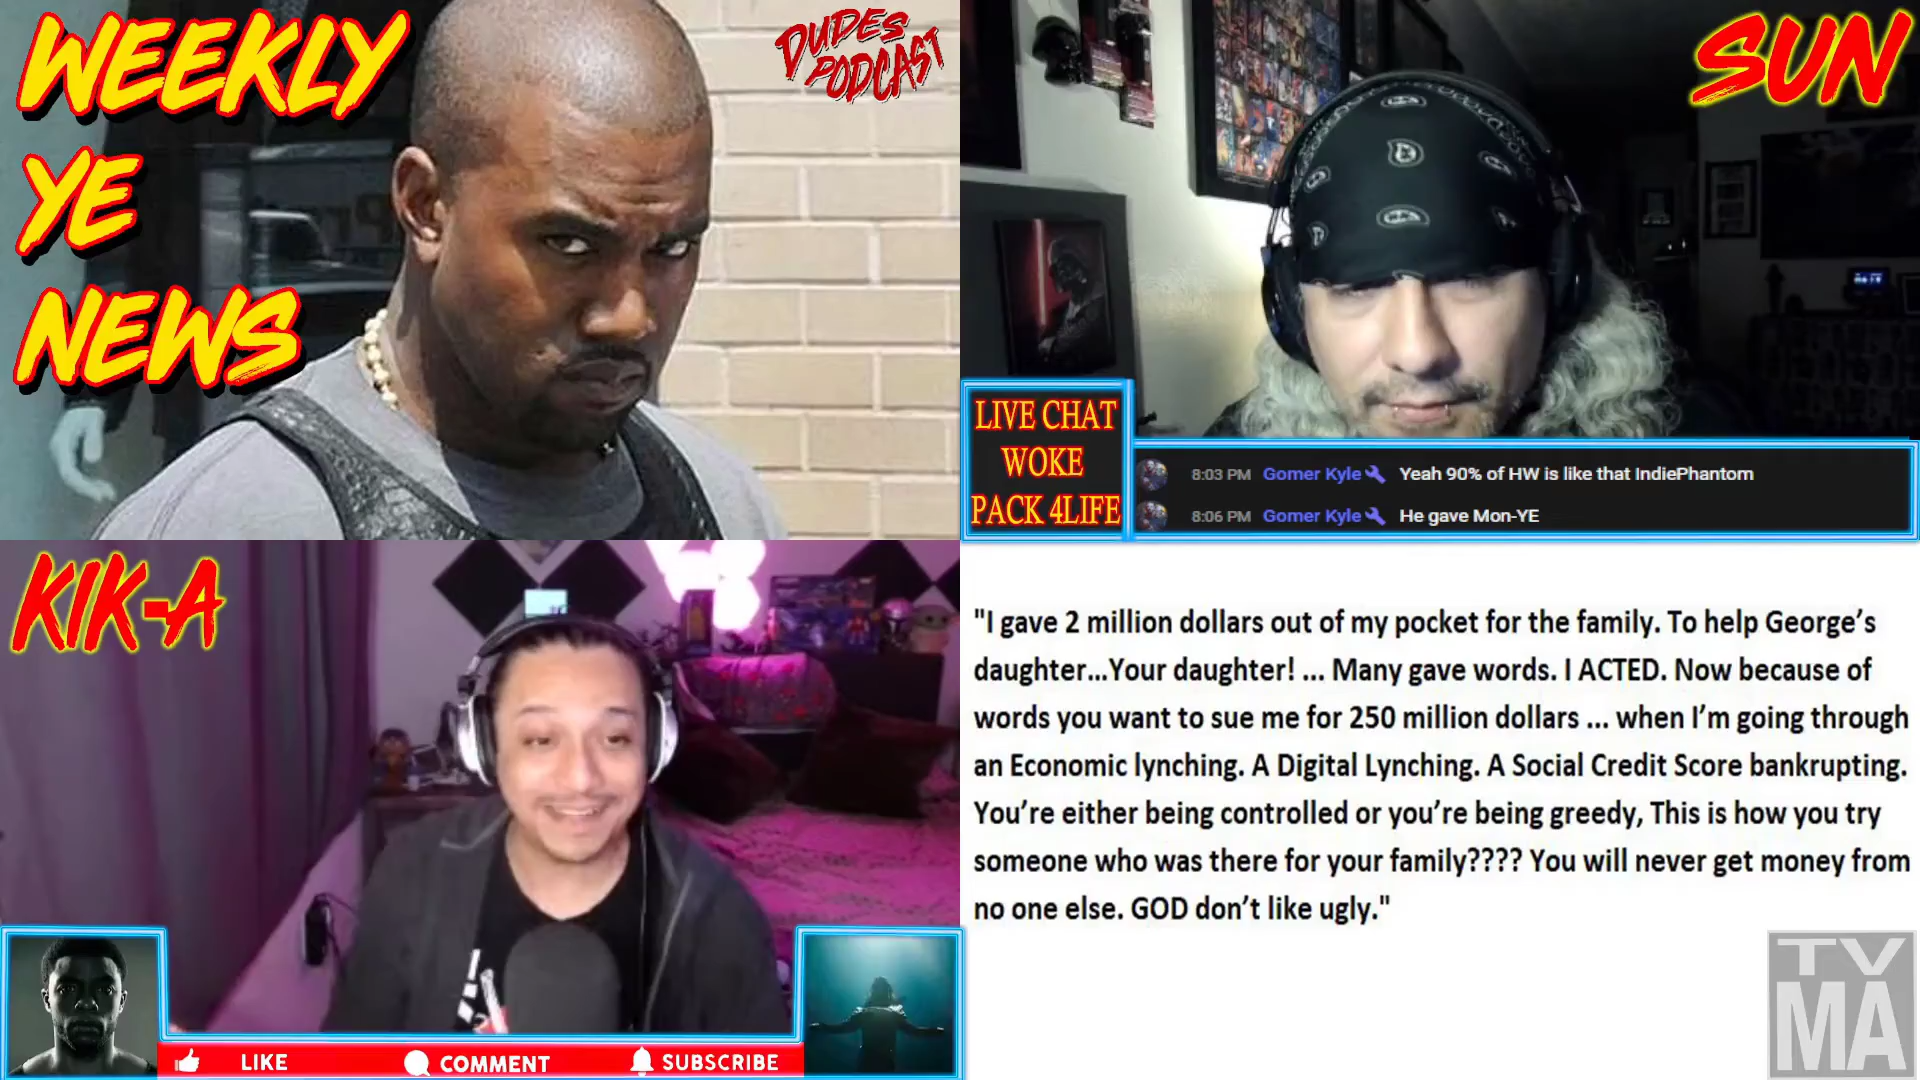 WEEKLY
YE
NEWS
DUDES
PODCAST
SUN
LIVE CHAT
WOKE
PACK 4LIFE
8:03 PM Gomer Kyle Yeah 90% of HW is like that IndiePhantom
8:06 PM Gomer Kyle He gave Mon-YE
KIK-A
"I gave 2 million dollars out of my pocket for the family. To help George’s
daughter...Your daughter! ... Many gave words. I ACTED. Now because of
words you want to sue me for 250 million dollars ... when I’m going through
an Economic lynching. A Digital Lynching. A Social Credit Score bankrupting.
You’re either being controlled or you’re being greedy, This is how you try
someone who was there for your family???? You will never get money from
no one else. GOD don’t like ugly."
LIKE
COMMENT
SUBSCRIBE
TV
MA